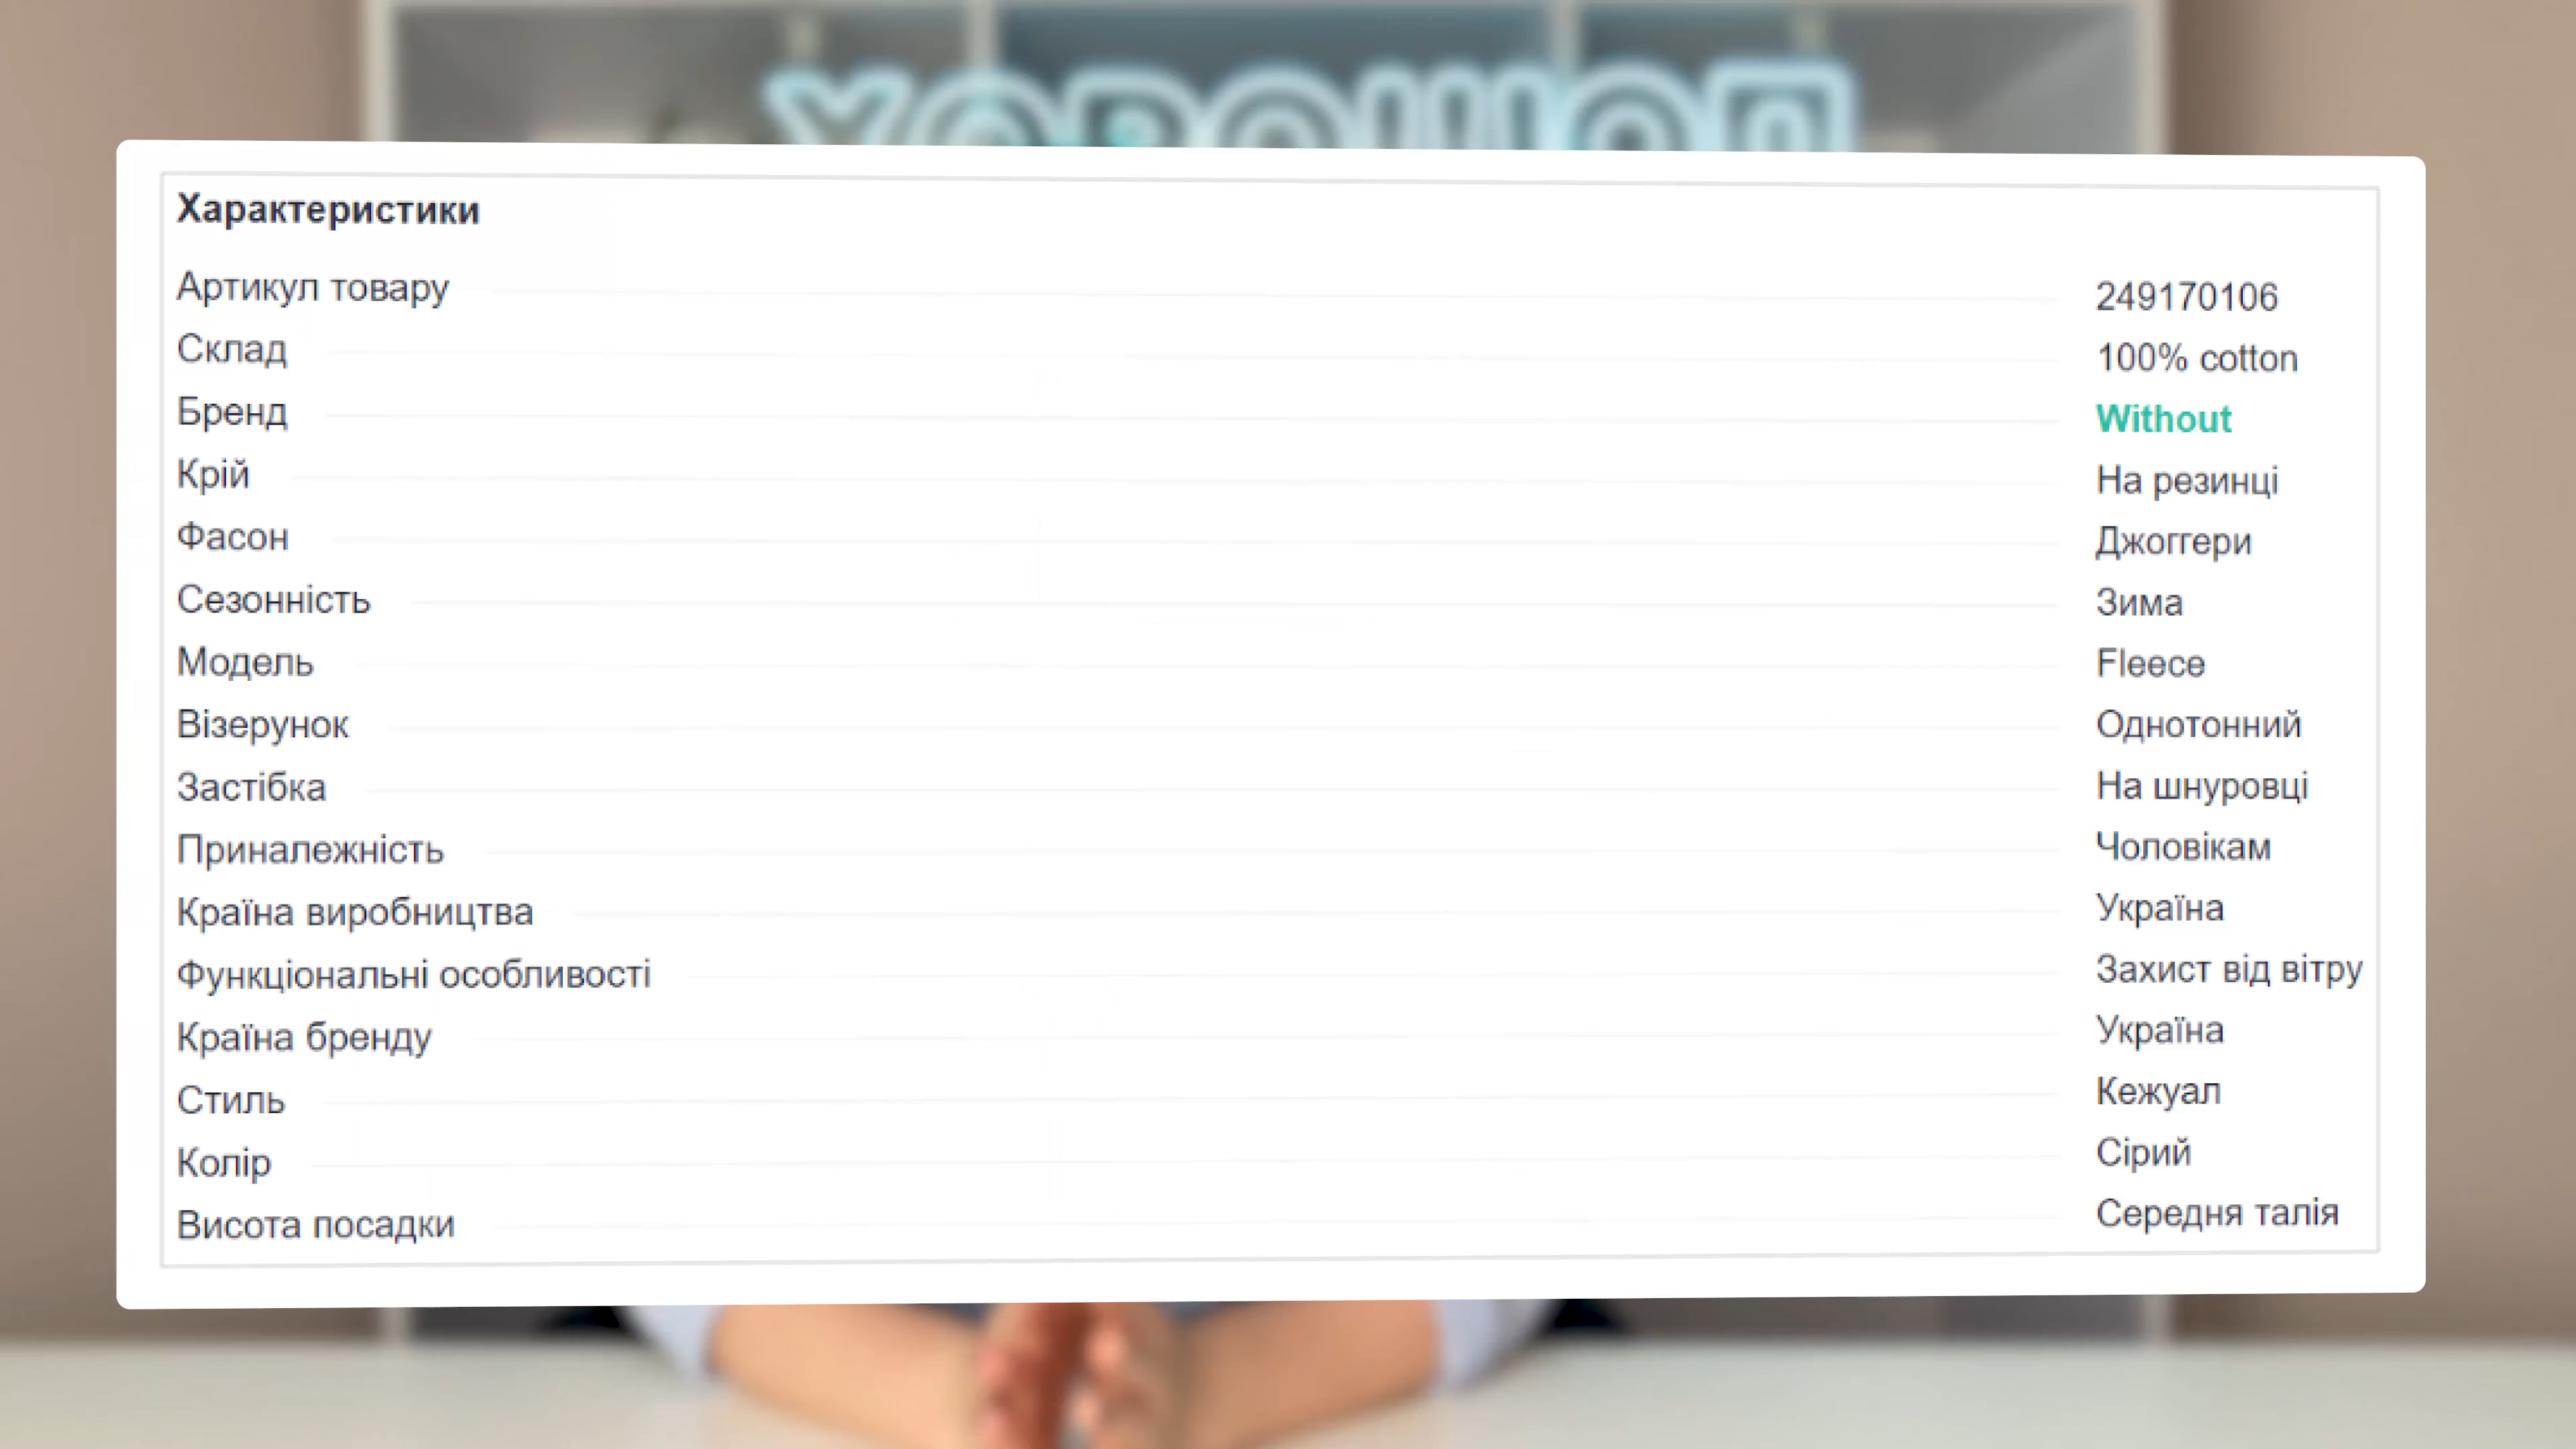 ХОРОШОП
Характеристики
Артикул товару 249170106
Склад 100% cotton
Бренд Without
Крій На резинці
Фасон Джоггери
Сезонність Зима
Модель Fleece
Візерунок Однотонний
Застібка На шнуровці
Приналежність Чоловікам
Країна виробництва Україна
Функціональні особливості Захист від вітру
Країна бренду Україна
Стиль Кежуал
Колір Сірий
Висота посадки Середня талія